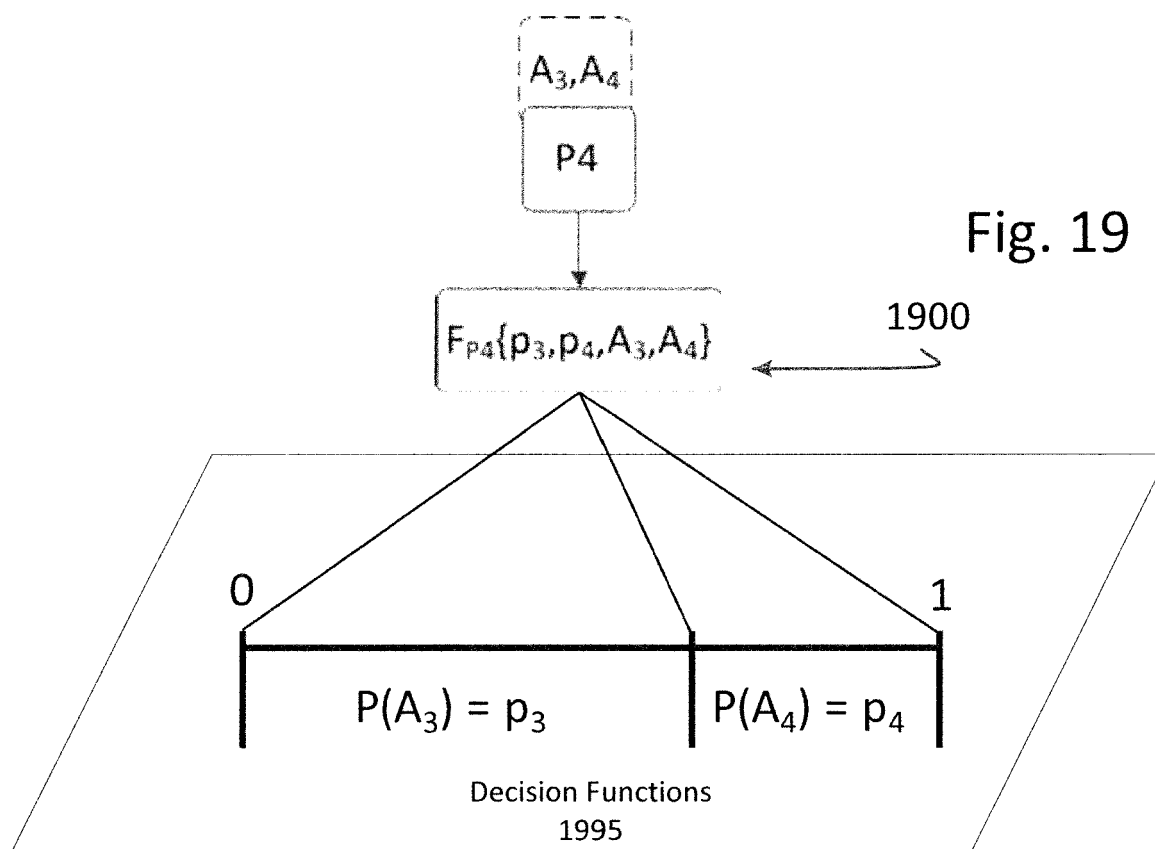 A₃,A₄
P4
Fig. 19
1900
F_P4{p₃,p₄,A₃,A₄}
0
1
P(A₃) = p₃
P(A₄) = p₄
Decision Functions
1995